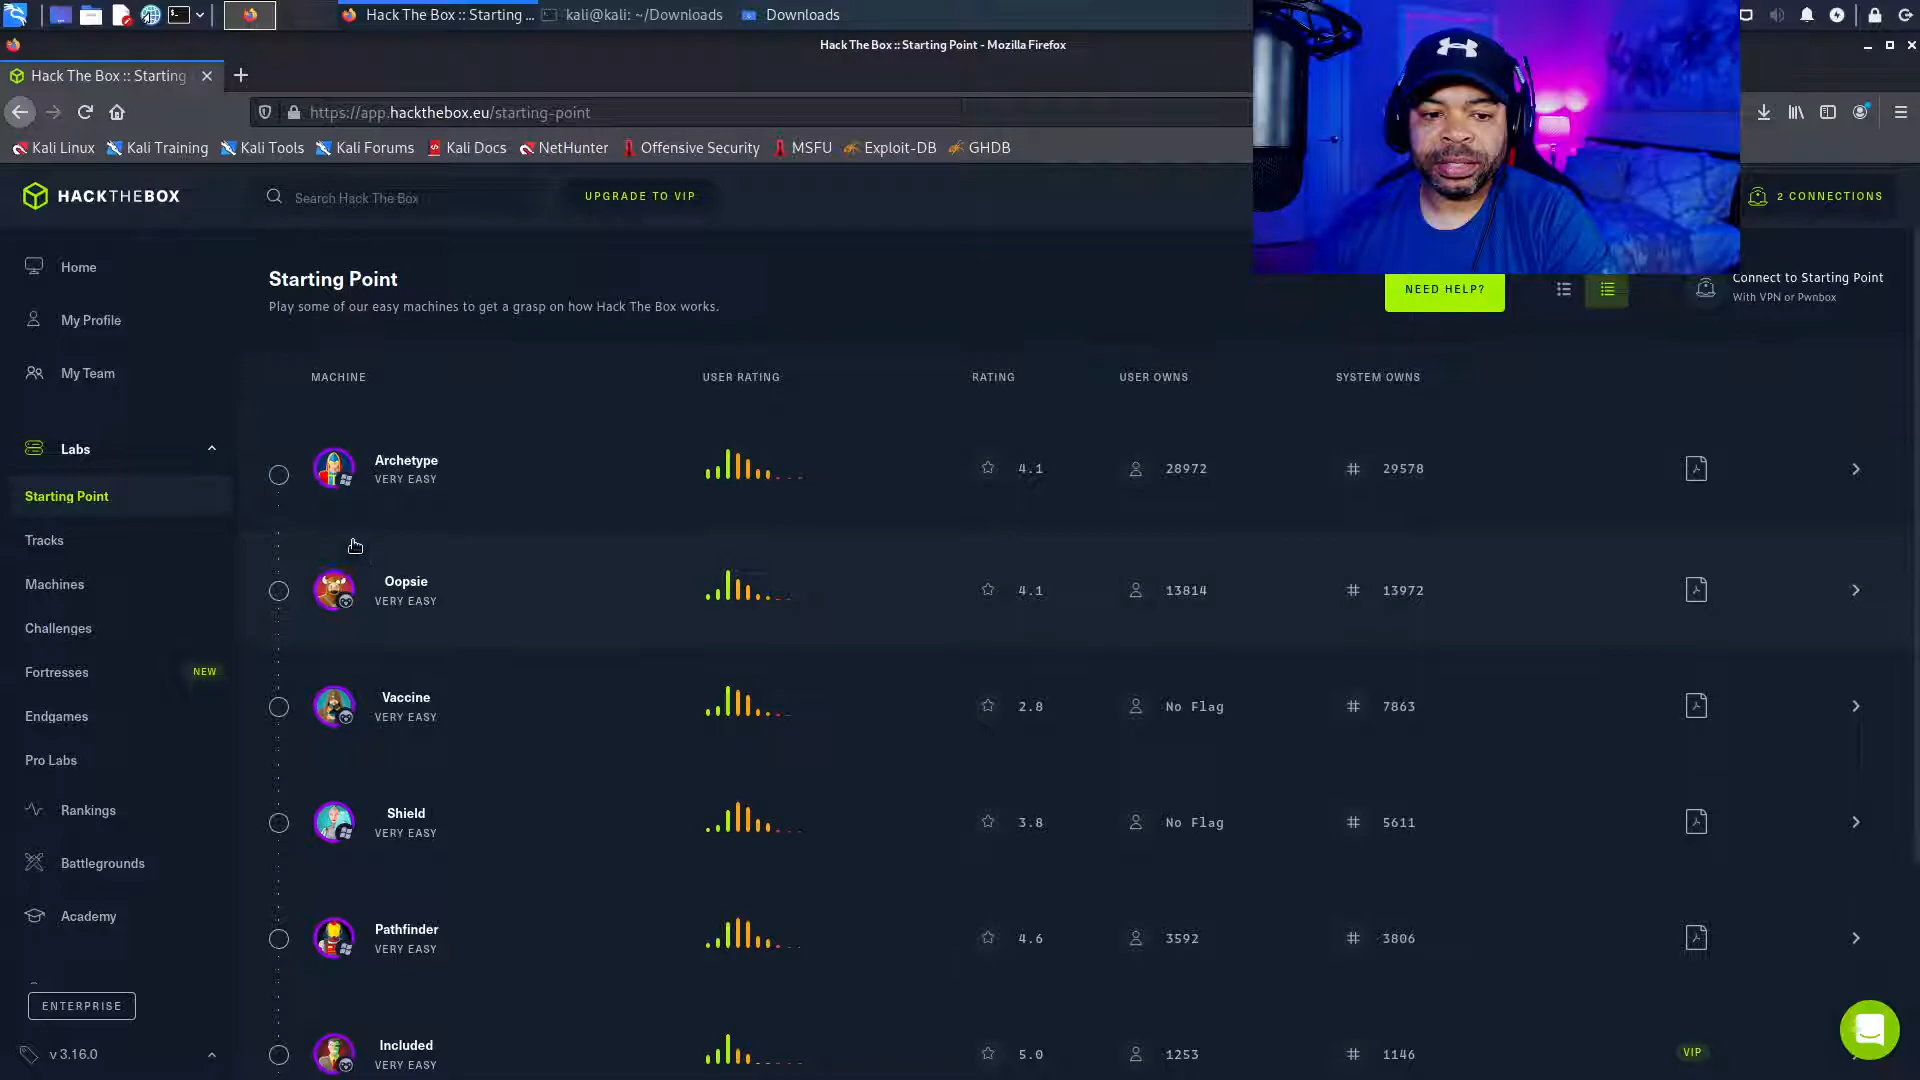 Hack The Box :: Starting ...
kali@kali: ~/Downloads
Downloads
Hack The Box :: Starting Point - Mozilla Firefox
Hack The Box :: Starting
https://app.hackthebox.eu/starting-point
Kali Linux
Kali Training
Kali Tools
Kali Forums
Kali Docs
NetHunter
Offensive Security
MSFU
Exploit-DB
GHDB
HACKTHEBOX
Search Hack The Box
UPGRADE TO VIP
2 CONNECTIONS
Home
My Profile
My Team
Labs
Starting Point
Tracks
Machines
Challenges
Fortresses
NEW
Endgames
Pro Labs
Rankings
Battlegrounds
Academy
ENTERPRISE
v 3.16.0
Starting Point
Play some of our easy machines to get a grasp on how Hack The Box works.
NEED HELP?
Connect to Starting Point
With VPN or Pwnbox
MACHINE USER RATING RATING USER OWNS SYSTEM OWNS
Archetype
VERY EASY
4.1 28972 29578
Oopsie
VERY EASY
4.1 13814 13972
Vaccine
VERY EASY
2.8 No Flag 7863
Shield
VERY EASY
3.8 No Flag 5611
Pathfinder
VERY EASY
4.6 3592 3806
Included
VERY EASY
5.0 1253 1146
VIP